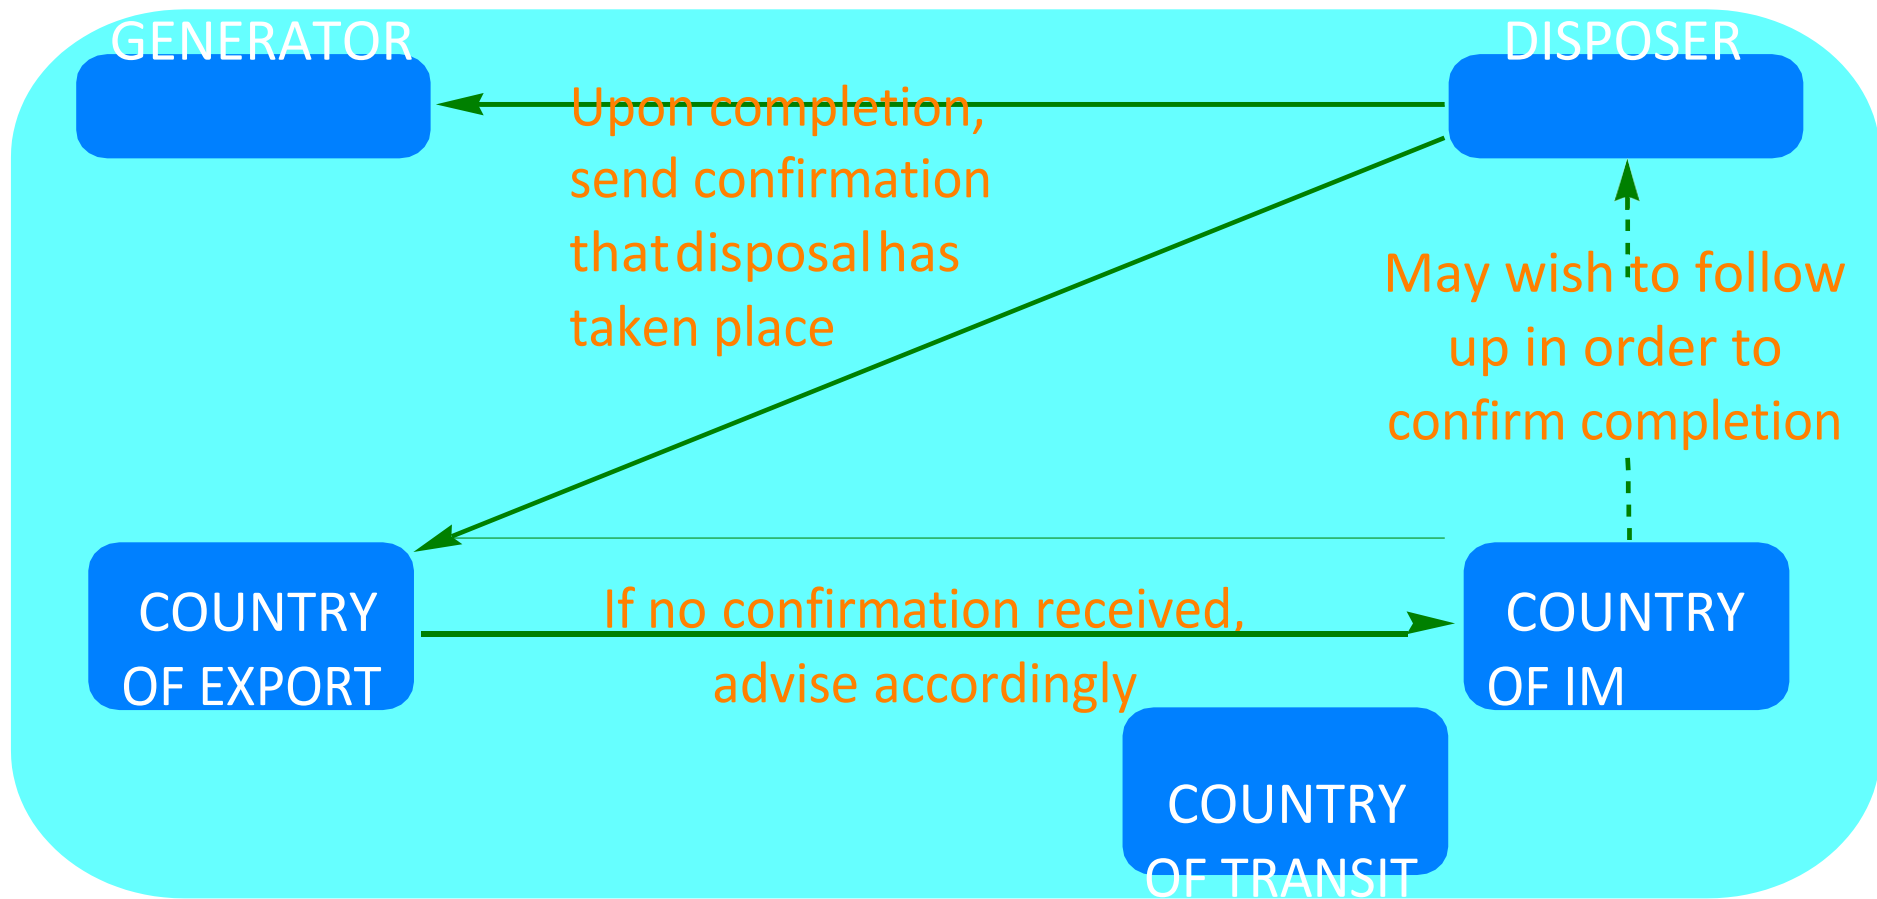 GENERATOR
DISPOSER
Upon completion,
send confirmation
that disposal has
taken place
May wish to follow
up in order to
confirm completion
COUNTRY
OF EXPORT
If no confirmation received,
advise accordingly
COUNTRY
OF IM
COUNTRY
OF TRANSIT